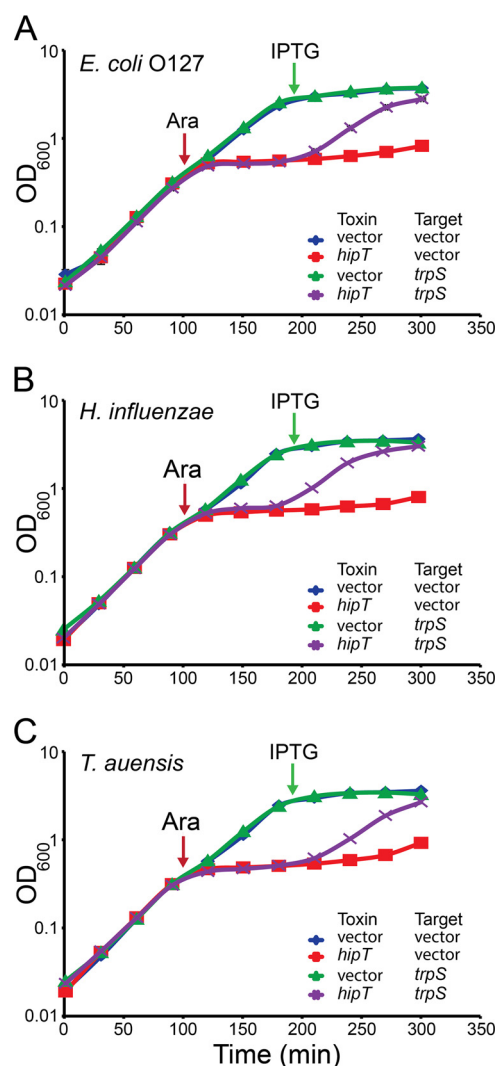 A
E. coli O127
IPTG
Ara
OD600
10
1
0.1
0.01
Toxin Target
vector vector
hipT vector
vector trpS
hipT trpS
0 50 100 150 200 250 300 350
B
H. influenzae
IPTG
Ara
OD600
10
1
0.1
0.01
Toxin Target
vector vector
hipT vector
vector trpS
hipT trpS
0 50 100 150 200 250 300 350
C
T. auensis
IPTG
Ara
OD600
10
1
0.1
0.01
Toxin Target
vector vector
hipT vector
vector trpS
hipT trpS
0 50 100 150 200 250 300 350
Time (min)